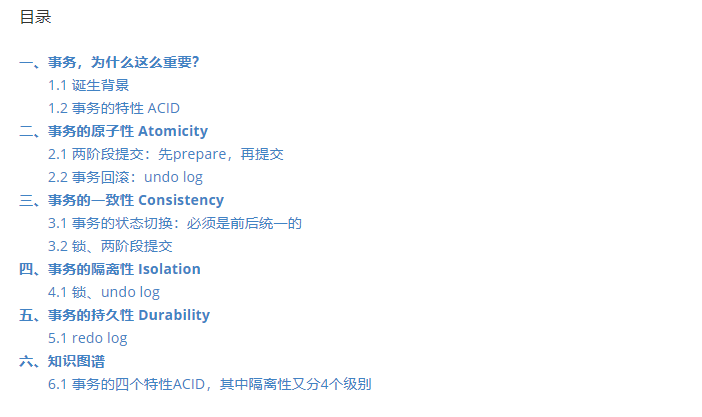 目录
一、事务，为什么这么重要?
1.1 诞生背景
1.2 事务的特性 ACID
二、事务的原子性 Atomicity
2.1 两阶段提交：先prepare，再提交
2.2 事务回滚：undo log
三、事务的一致性 Consistency
3.1 事务的状态切换：必须是前后统一的
3.2 锁、两阶段提交
四、事务的隔离性 Isolation
4.1 锁、undo log
五、事务的持久性 Durability
5.1 redo log
六、知识图谱
6.1 事务的四个特性ACID，其中隔离性又分4个级别